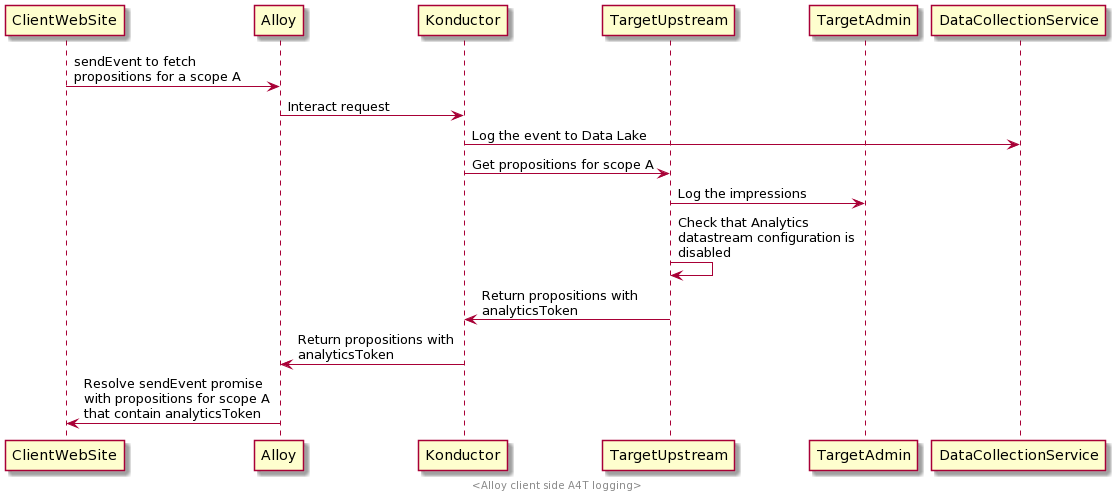 ClientWebSite
Alloy
Konductor
TargetUpstream
TargetAdmin
DataCollectionService
sendEvent to fetch
propositions for a scope A
Interact request
Log the event to Data Lake
Get propositions for scope A
Log the impressions
Check that Analytics
datastream configuration is
disabled
Return propositions with
analyticsToken
Return propositions with
analyticsToken
Resolve sendEvent promise
with propositions for scope A
that contain analyticsToken
ClientWebSite
Alloy
Konductor
TargetUpstream
TargetAdmin
DataCollectionService
<Alloy client side A4T logging>